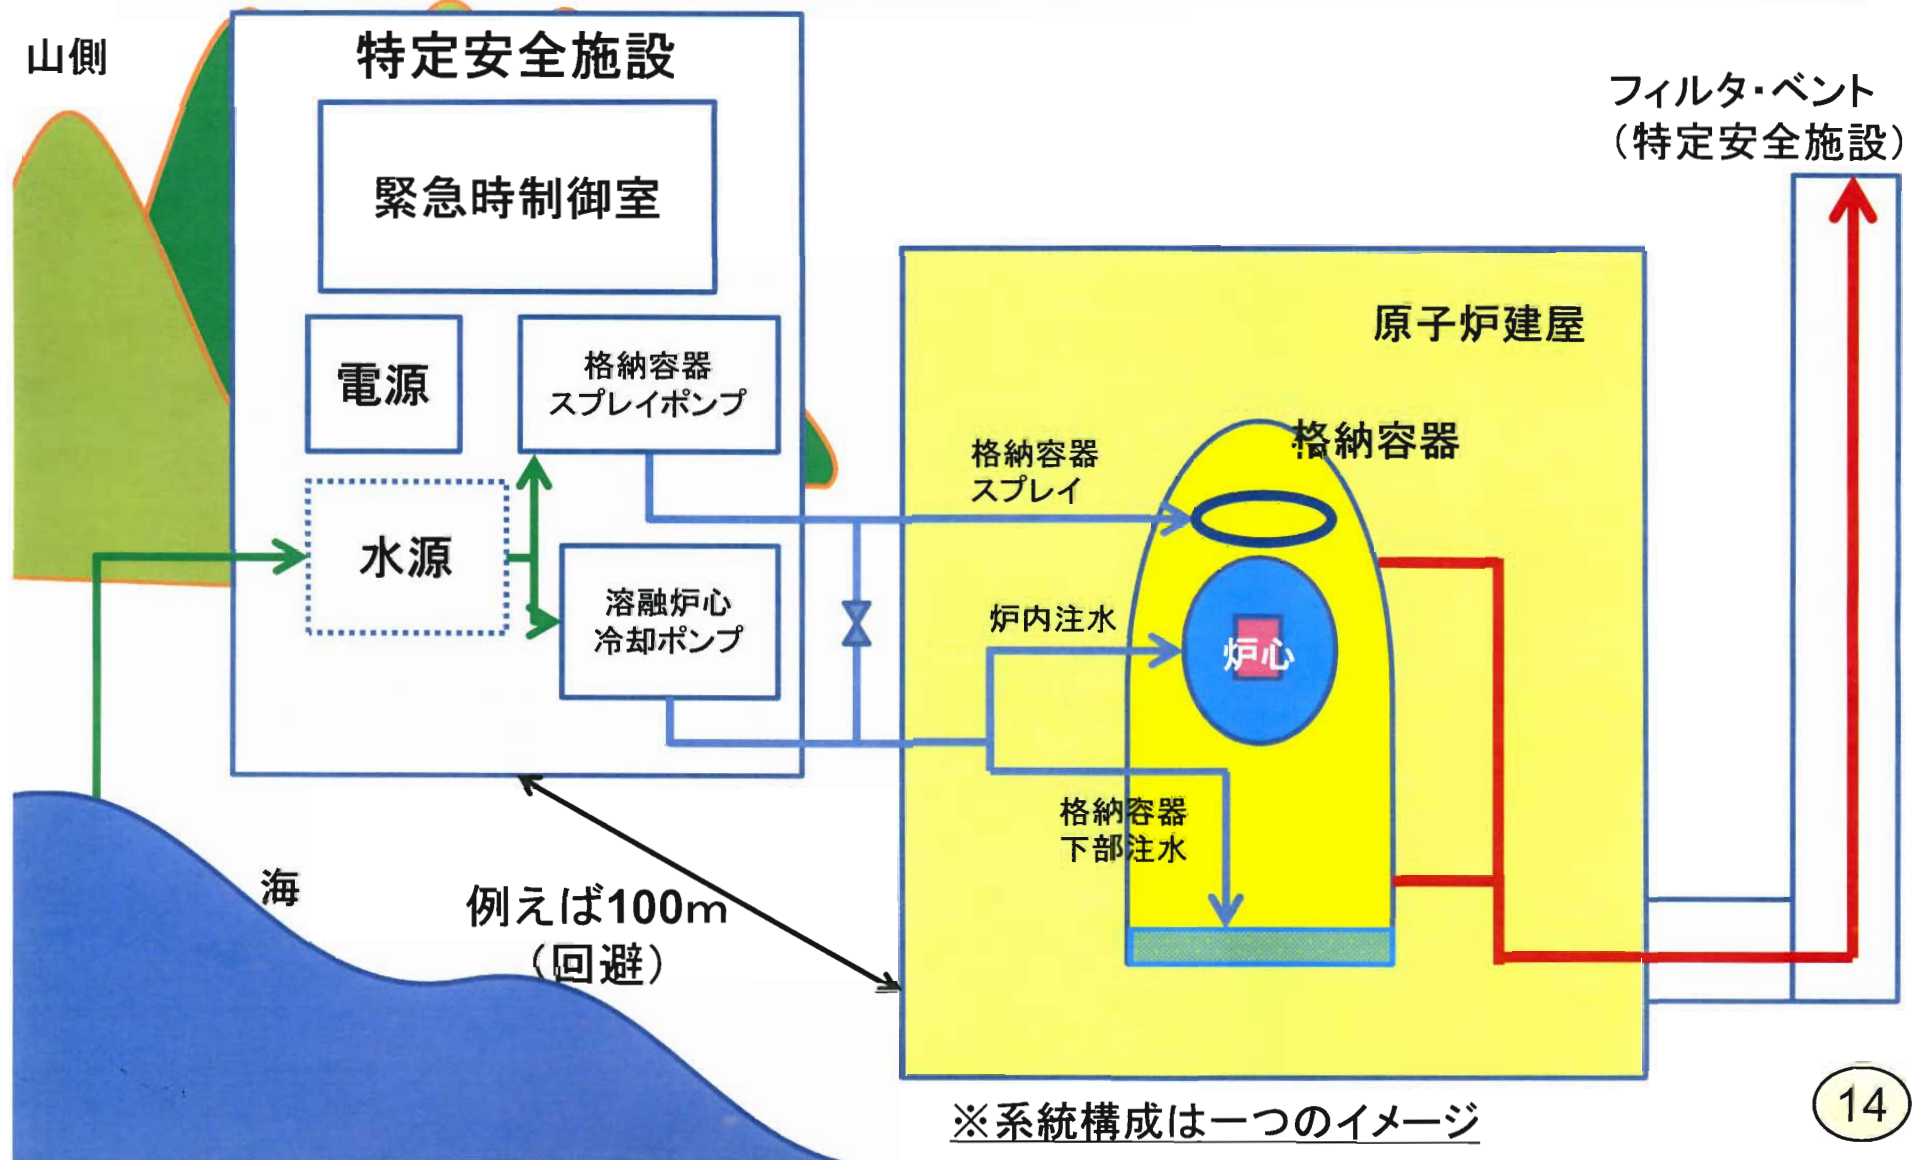 山側
特定安全施設
緊急時制御室
電源
格納容器
スプレイポンプ
水源
溶融炉心
冷却ポンプ
海
例えば100m
（回避）
原子炉建屋
格納容器
格納容器
スプレイ
炉内注水
炉心
格納容器
下部注水
フィルタ・ベント
（特定安全施設）
※系統構成は一つのイメージ
14